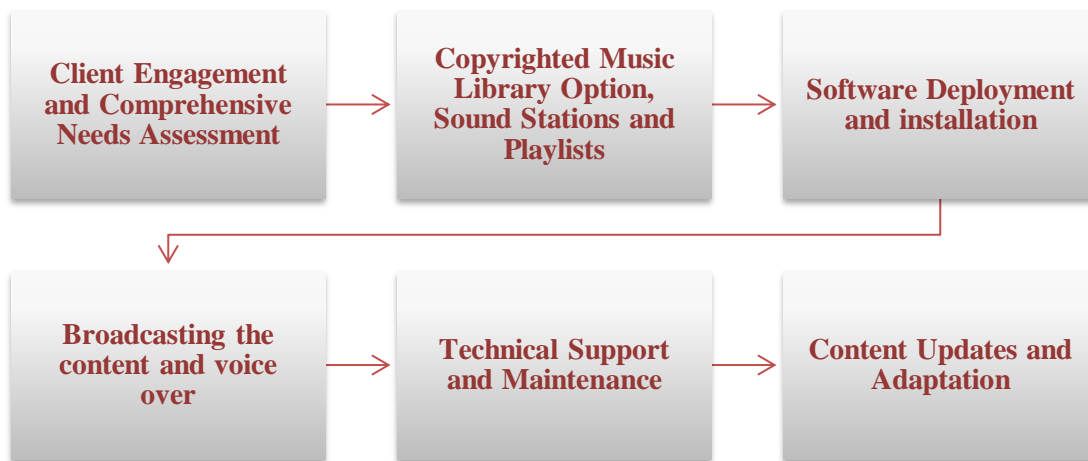 Client Engagement
and Comprehensive
Needs Assessment
Copyrighted Music
Library Option,
Sound Stations and
Playlists
Software Deployment
and installation
Broadcasting the
content and voice
over
Technical Support
and Maintenance
Content Updates and
Adaptation